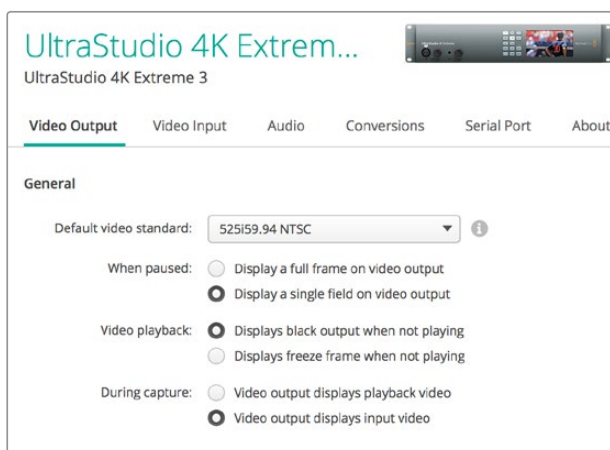 UltraStudio 4K Extrem...
UltraStudio 4K Extreme 3
Video Output Video Input Audio Conversions Serial Port About
General
Default video standard: 525i59.94 NTSC
When paused: Display a full frame on video output
Display a single field on video output
Video playback: Displays black output when not playing
Displays freeze frame when not playing
During capture: Video output displays playback video
Video output displays input video